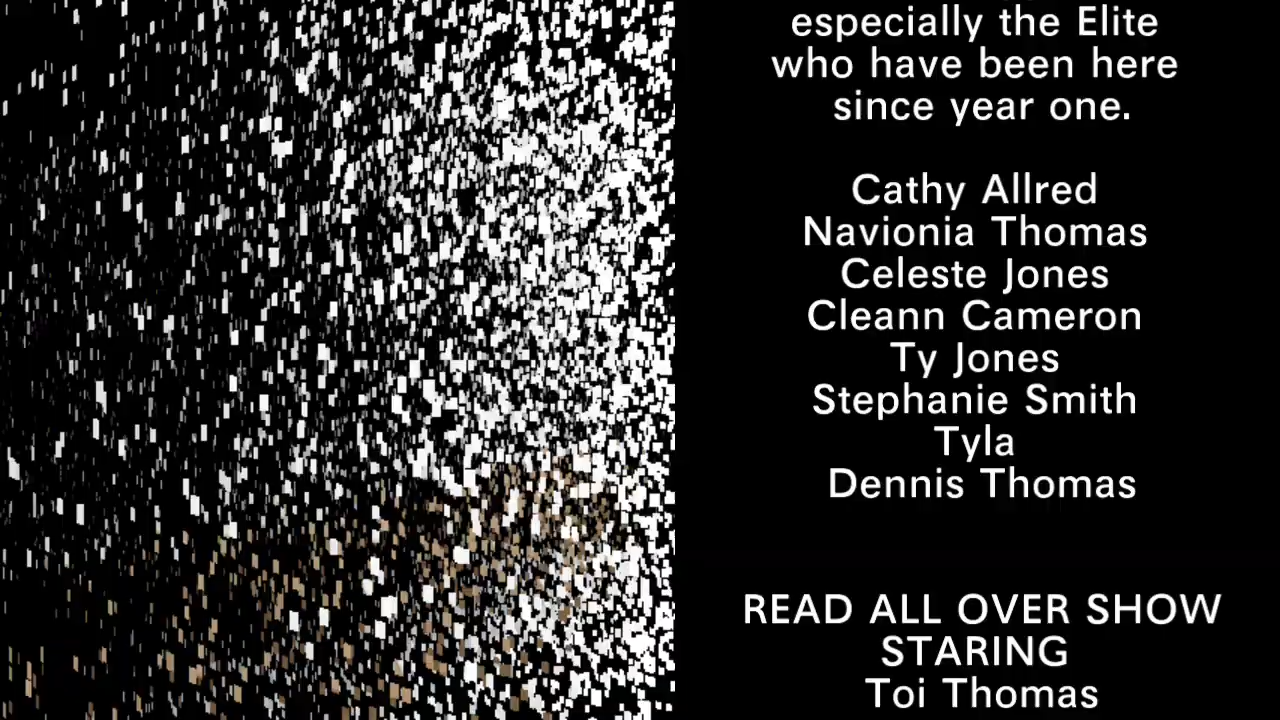 especially the Elite
who have been here
since year one.
Cathy Allred
Navionia Thomas
Celeste Jones
Cleann Cameron
Ty Jones
Stephanie Smith
Tyla
Dennis Thomas
READ ALL OVER SHOW
STARING
Toi Thomas